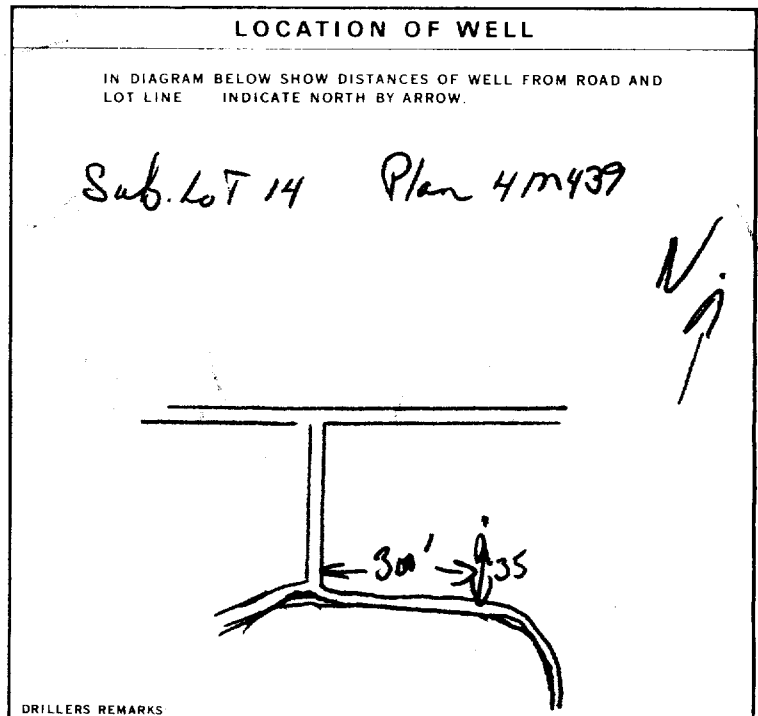 LOCATION OF WELL
IN DIAGRAM BELOW SHOW DISTANCES OF WELL FROM ROAD AND
LOT LINE INDICATE NORTH BY ARROW.
Sub. LoT 14 Plan 4M439
N.
300' 35
DRILLERS REMARKS